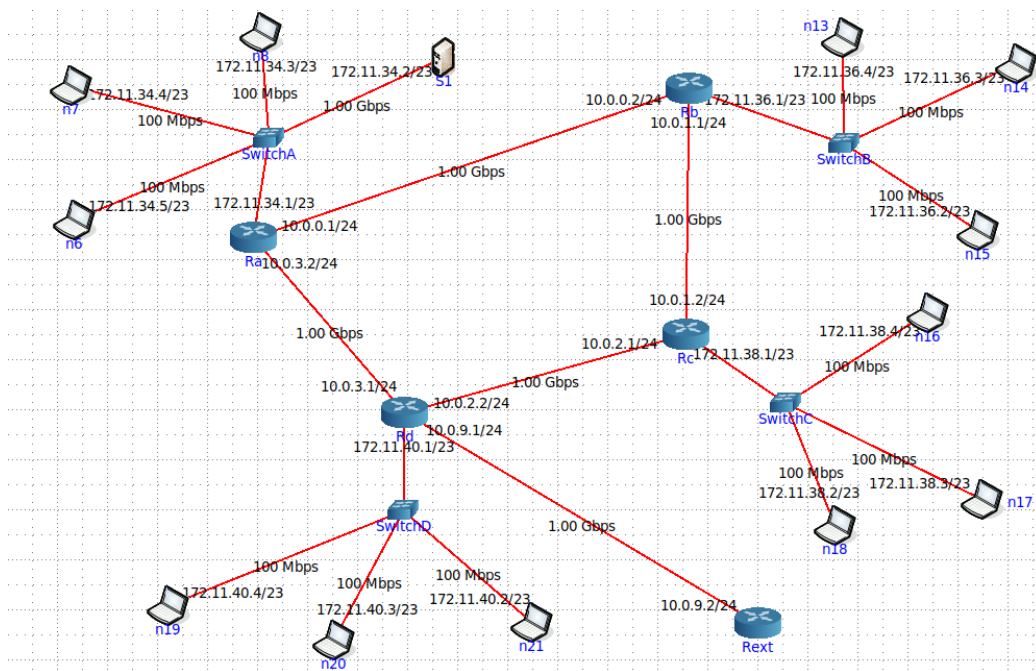 n8
172.11.34.3/23
100 Mbps
172.11.34.2/23
S1
1.00 Gbps
172.11.34.4/23
n7
100 Mbps
SwitchA
100 Mbps
172.11.34.5/23
n6
172.11.34.1/23
10.0.0.1/24
Ra
10.0.3.2/24
1.00 Gbps
10.0.0.2/24
Rb
172.11.36.1/23
10.0.1.1/24
n13
172.11.36.4/23
100 Mbps
172.11.36.3/23
n14
100 Mbps
SwitchB
100 Mbps
172.11.36.2/23
n15
1.00 Gbps
10.0.1.2/24
10.0.2.1/24
Rc
172.11.38.1/23
172.11.38.4/23
n16
100 Mbps
SwitchC
100 Mbps
172.11.38.3/23
n17
100 Mbps
172.11.38.2/23
n18
1.00 Gbps
1.00 Gbps
10.0.3.1/24
10.0.2.2/24
10.0.9.1/24
Rd
172.11.40.1/23
SwitchD
100 Mbps
172.11.40.4/23
n19
100 Mbps
172.11.40.3/23
n20
100 Mbps
172.11.40.2/23
n21
1.00 Gbps
10.0.9.2/24
Rext